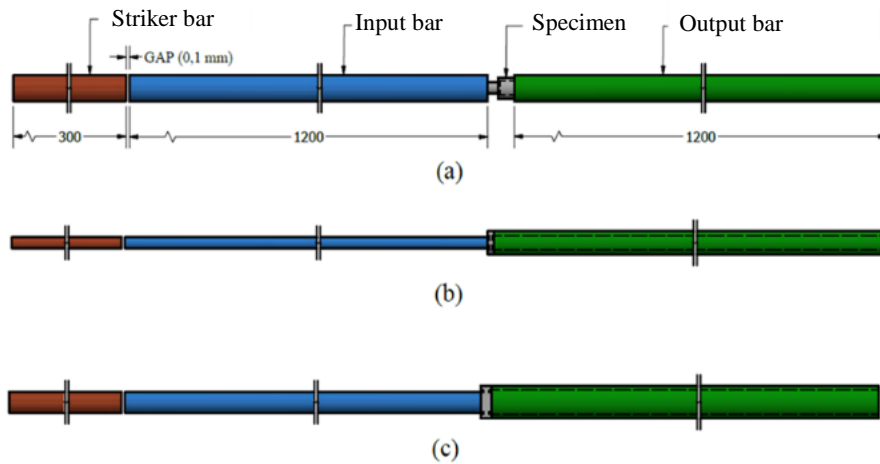 Striker bar
Input bar
Specimen
Output bar
GAP (0,1 mm)
300
1200
1200
(a)
(b)
(c)